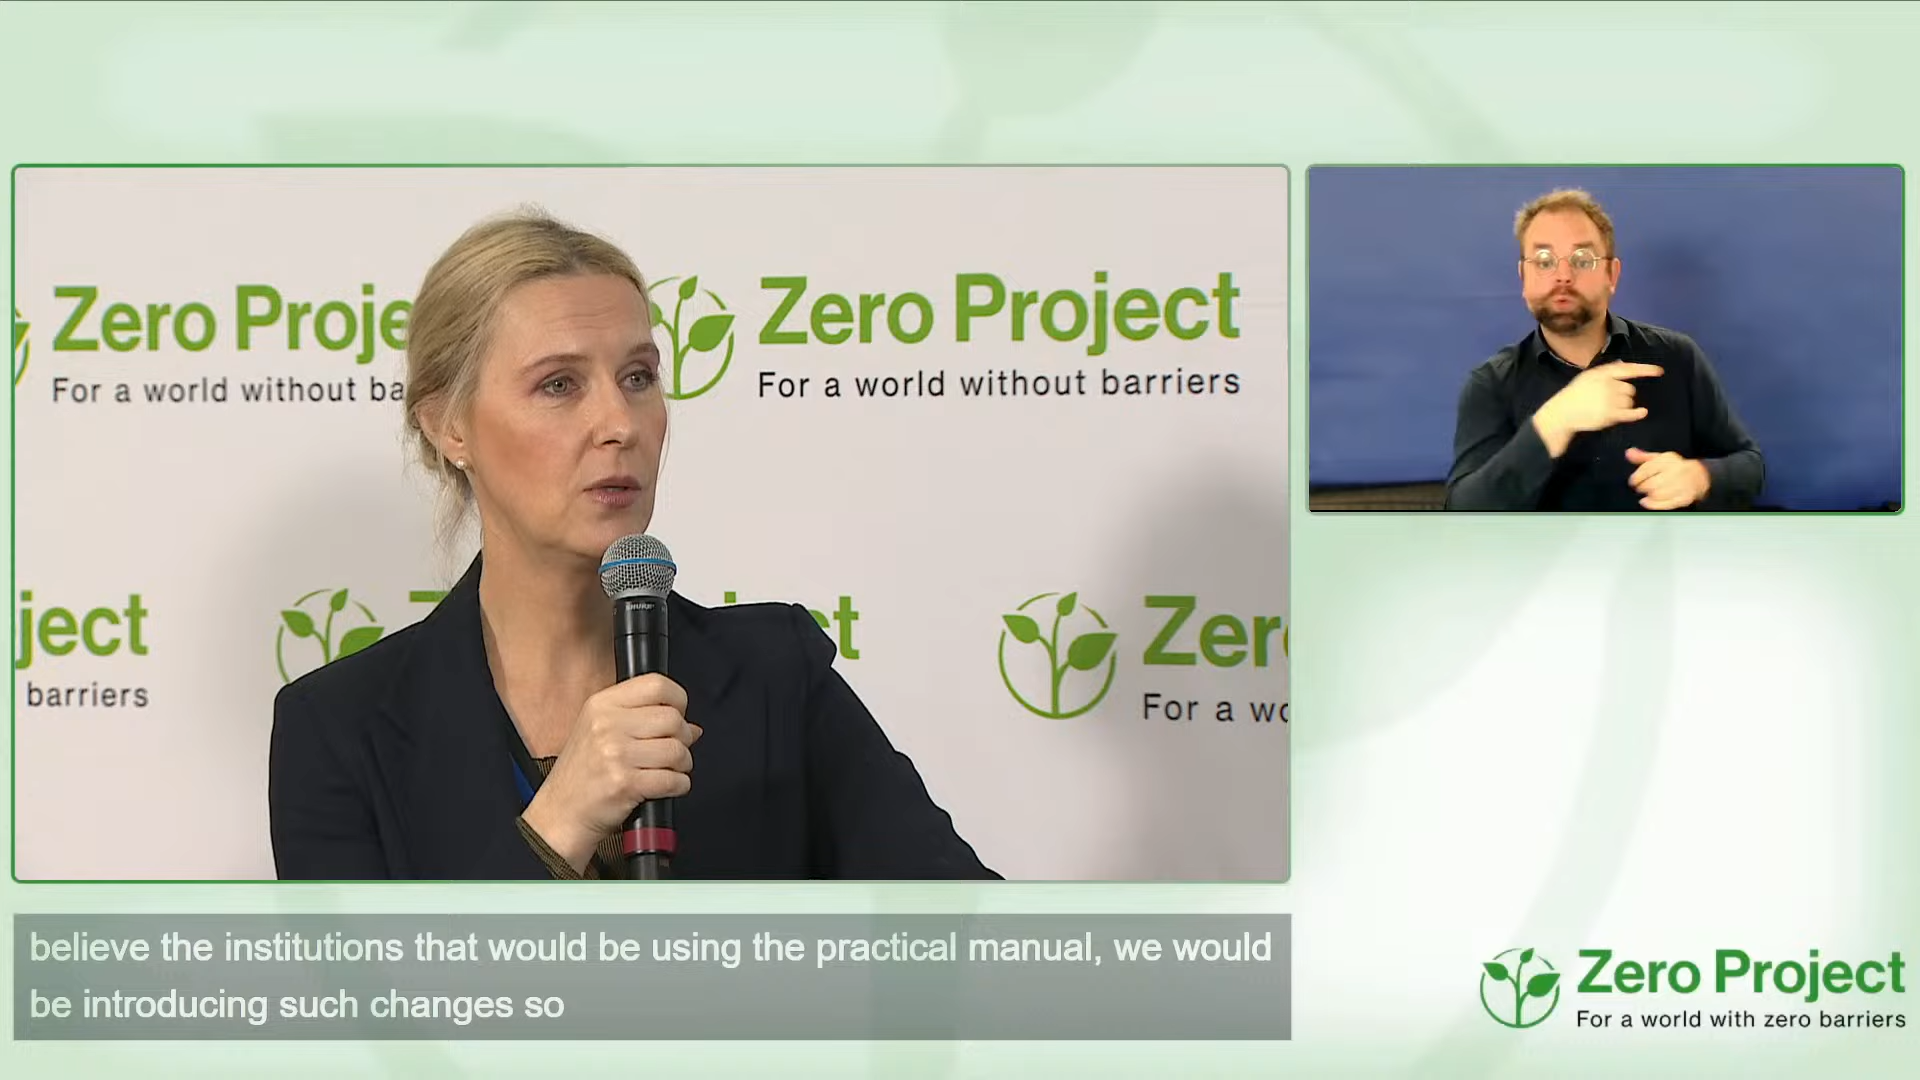 Zero Proje
For a world without ba
Zero Project
For a world without barriers
ject
barriers
ct
Zer
For a wo
believe the institutions that would be using the practical manual, we would
be introducing such changes so
Zero Project
For a world with zero barriers